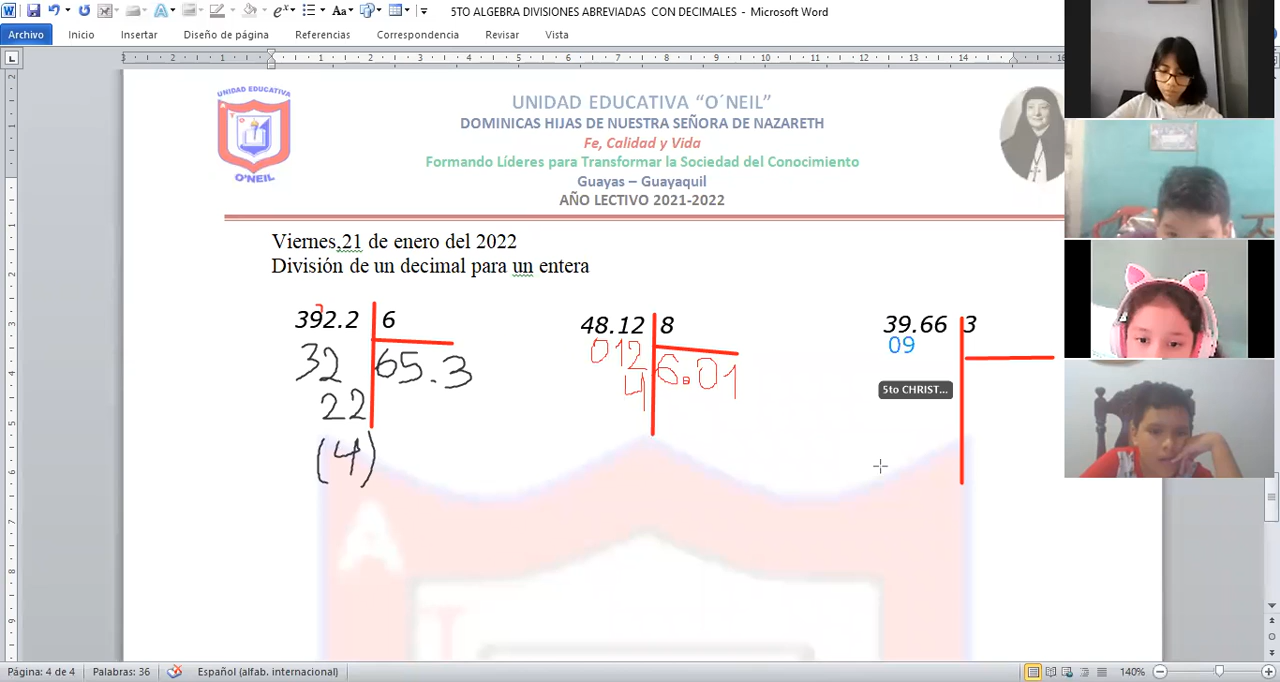 5TO ALGEBRA DIVISIONES ABREVIADAS CON DECIMALES - Microsoft Word
Archivo Inicio Insertar Diseño de página Referencias Correspondencia Revisar Vista
UNIDAD EDUCATIVA
O'NEIL
UNIDAD EDUCATIVA “O´NEIL”
DOMINICAS HIJAS DE NUESTRA SEÑORA DE NAZARETH
Fe, Calidad y Vida
Formando Líderes para Transformar la Sociedad del Conocimiento
Guayas – Guayaquil
AÑO LECTIVO 2021-2022
Viernes,21 de enero del 2022
División de un decimal para un entera
392.2 6
32 65.3
22
(4)
48.12 8
012 6.01
4
39.66 3
09
5to CHRIST...
A
T
Página: 4 de 4 Palabras: 36 Español (alfab. internacional) 140%